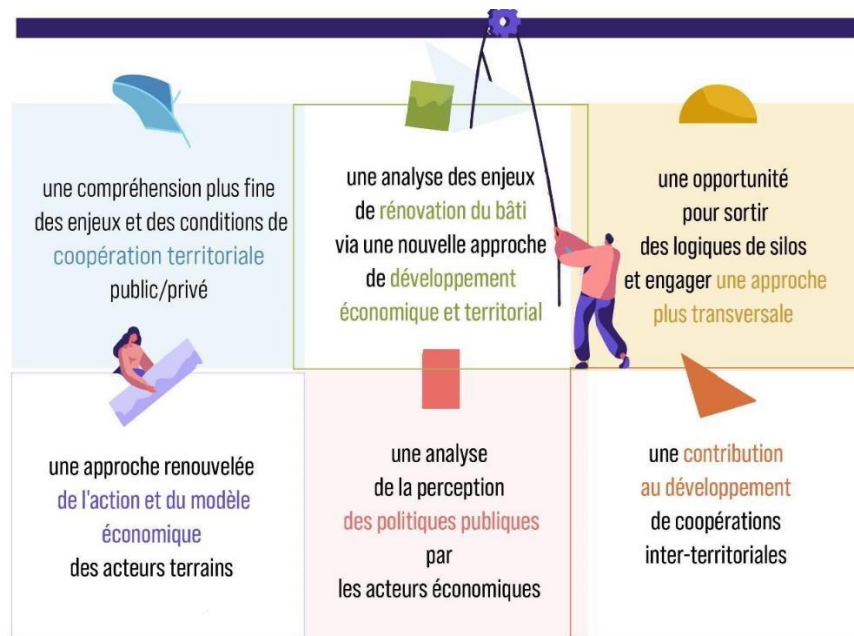 une compréhension plus fine
des enjeux et des conditions de
coopération territoriale
public/privé
une analyse des enjeux
de rénovation du bâti
via une nouvelle approche
de développement
économique et territorial
une opportunité
pour sortir
des logiques de silos
et engager une approche
plus transversale
une approche renouvelée
de l'action et du modèle
économique
des acteurs terrains
une analyse
de la perception
des politiques publiques
par
les acteurs économiques
une contribution
au développement
de coopérations
inter-territoriales